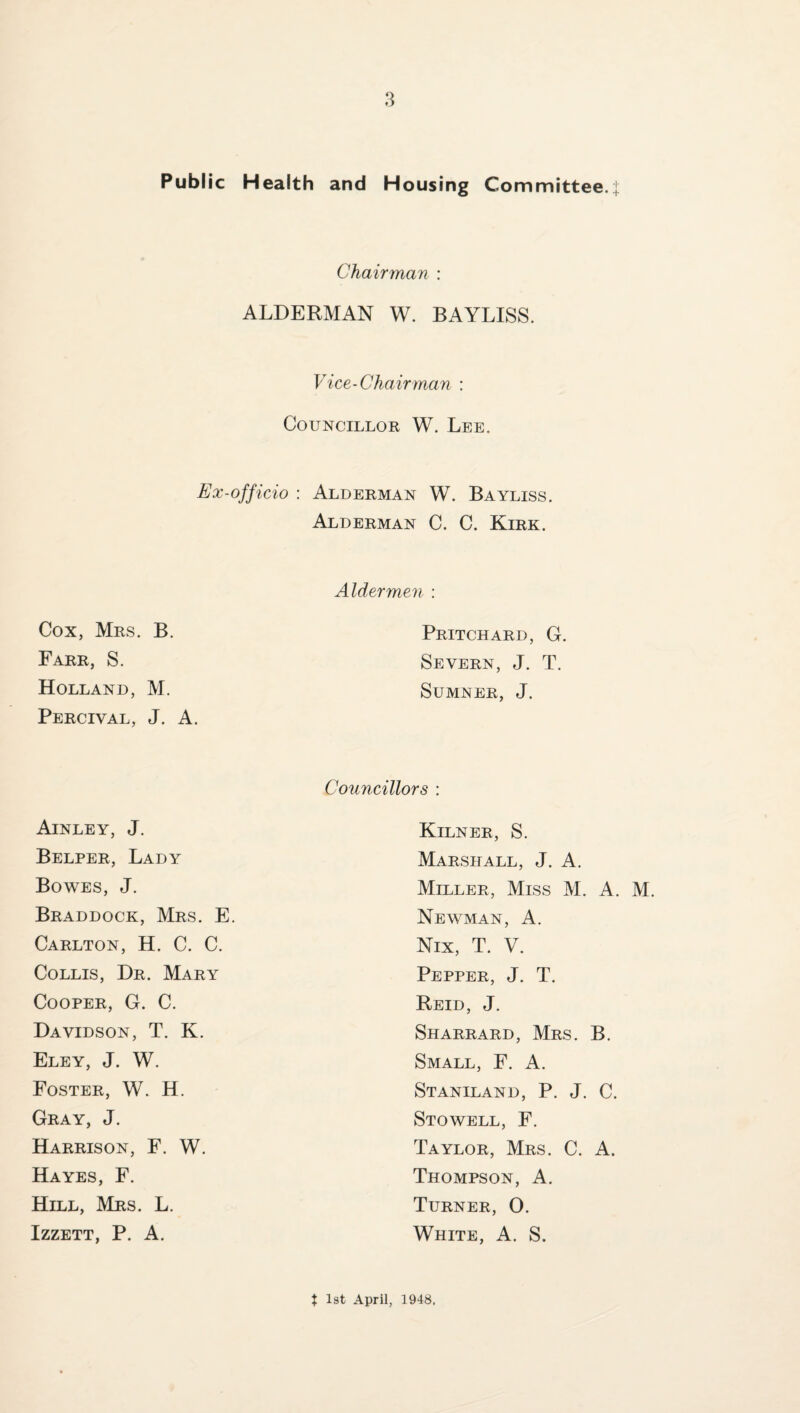 3
Public Health and Housing Committee.‡
Chairman :
ALDERMAN W. BAYLISS.
Vice-Chairman :
Councillor W. Lee.
Ex-officio : Alderman W. Bayliss.
Alderman C. C. Kirk.
Aldermen :
Cox, Mrs. B.
Farr, S.
Holland, M.
Percival, J. A.
Pritchard, G.
Severn, J. T.
Sumner, J.
Councillors :
Ainley, J.
Belper, Lady
Bowes, J.
Braddock, Mrs. E.
Carlton, H. C. C.
Collis, Dr. Mary
Cooper, G. C.
Davidson, T. K.
Eley, J. W.
Foster, W. H.
Gray, J.
Harrison, F. W.
Hayes, F.
Hill, Mrs. L.
Izzett, P. A.
Kilner, S.
Marshall, J. A.
Miller, Miss M. A. M.
Newman, A.
Nix, T. V.
Pepper, J. T.
Reid, J.
Sharrard, Mrs. B.
Small, F. A.
Staniland, P. J. C.
Stowell, F.
Taylor, Mrs. C. A.
Thompson, A.
Turner, O.
White, A. S.
‡ 1st April, 1948.